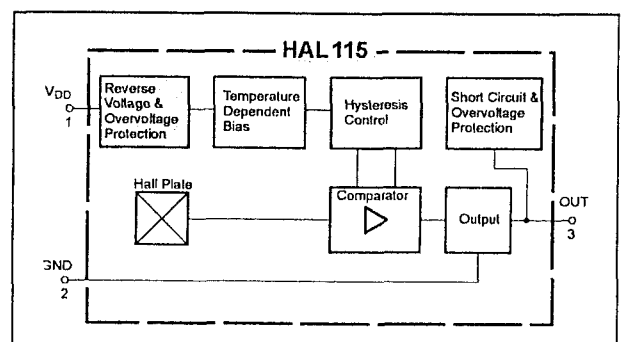 HAL 115
VDD
1
Reverse
Voltage &
Overvoltage
Protection
Temperature
Dependent
Bias
Hysteresis
Control
Short Circuit &
Overvoltage
Protection
Hall Plate
Comparator
Output
OUT
3
GND
2